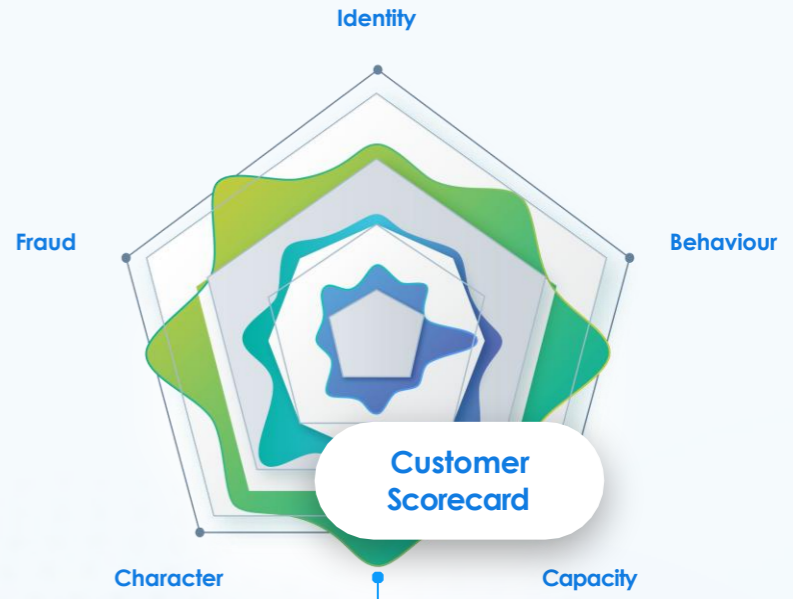 Identity
Fraud
Behaviour
Customer
Scorecard
Character
Capacity